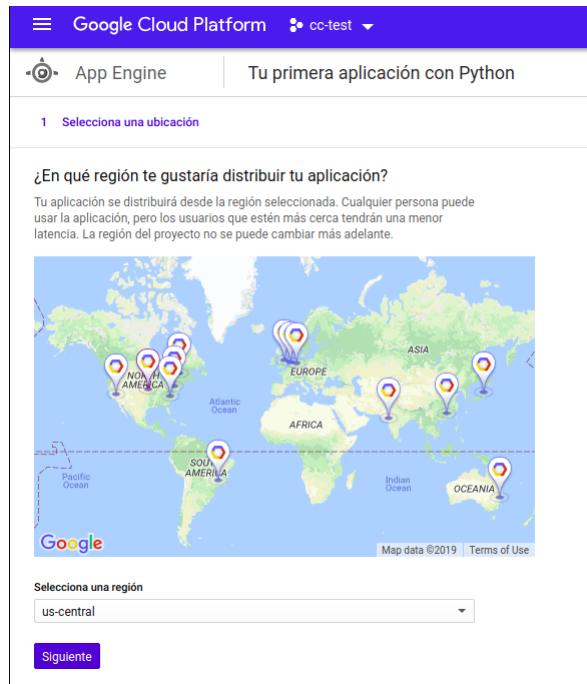 Google Cloud Platform cc-test
App Engine Tu primera aplicación con Python
1 Selecciona una ubicación
¿En qué región te gustaría distribuir tu aplicación?
Tu aplicación se distribuirá desde la región seleccionada. Cualquier persona puede
usar la aplicación, pero los usuarios que estén más cerca tendrán una menor
latencia. La región del proyecto no se puede cambiar más adelante.
ASIA
EUROPE
AMERICA
Atlantic
Ocean
AFRICA
Pacific
Ocean
Indian
Ocean
OCEANIA
Google
Map data ©2019 Terms of Use
Selecciona una región
us-central
Siguiente